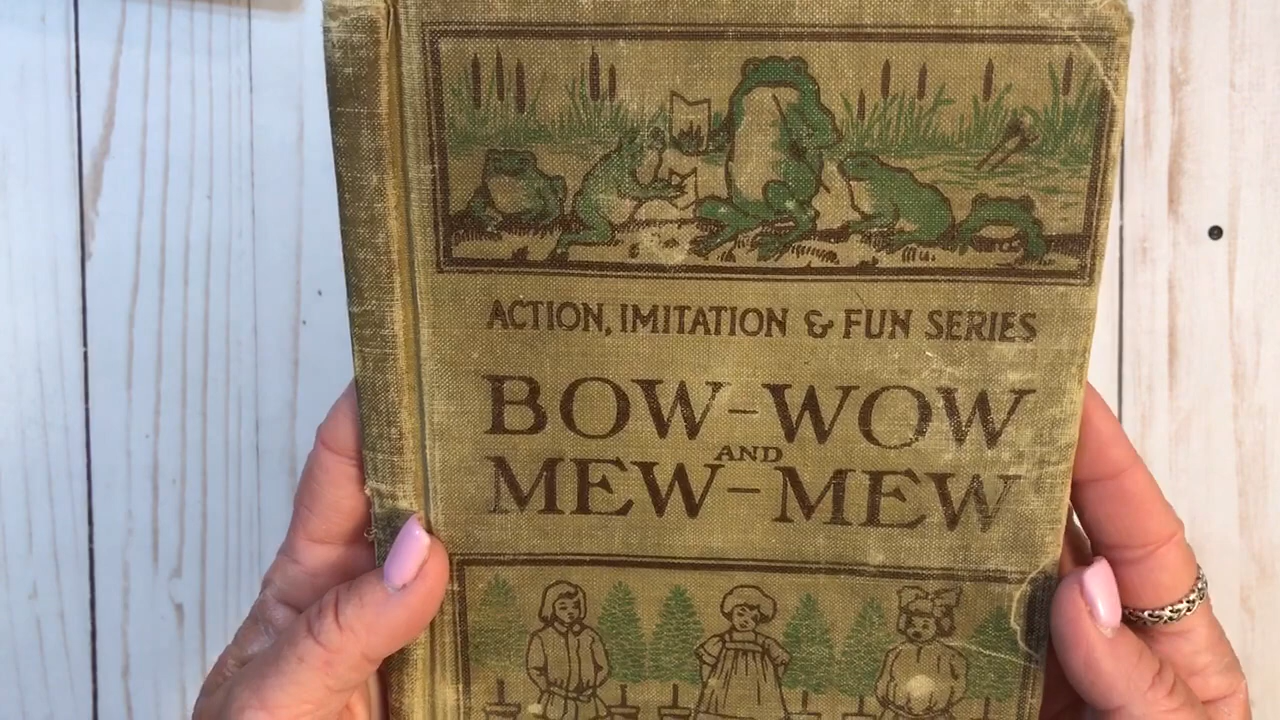 ACTION, IMITATION & FUN SERIES
BOW-WOW
AND
MEW-MEW